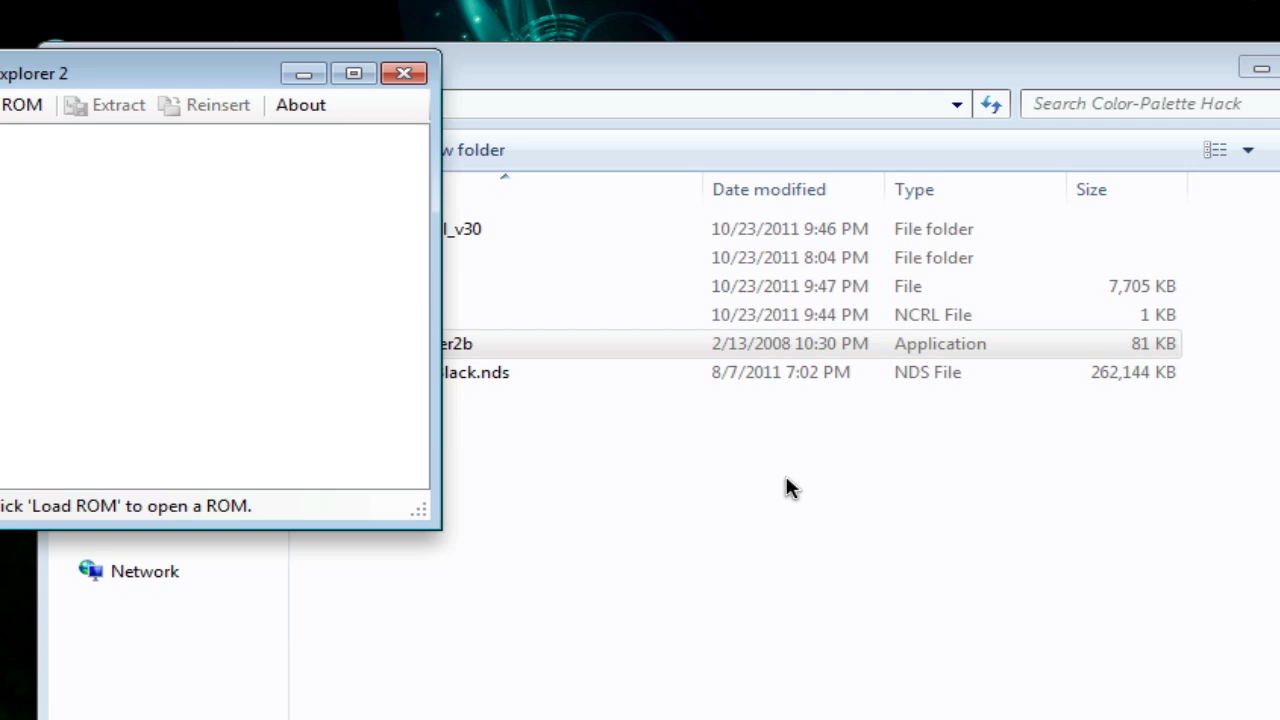 xplorer 2
ROM Extract Reinsert About
Search Color-Palette Hack
w folder
Date modified Type Size
l_v30 10/23/2011 9:46 PM File folder
10/23/2011 8:04 PM File folder
10/23/2011 9:47 PM File 7,705 KB
10/23/2011 9:44 PM NCRL File 1 KB
er2b 2/13/2008 10:30 PM Application 81 KB
lack.nds 8/7/2011 7:02 PM NDS File 262,144 KB
ick 'Load ROM' to open a ROM.
Network